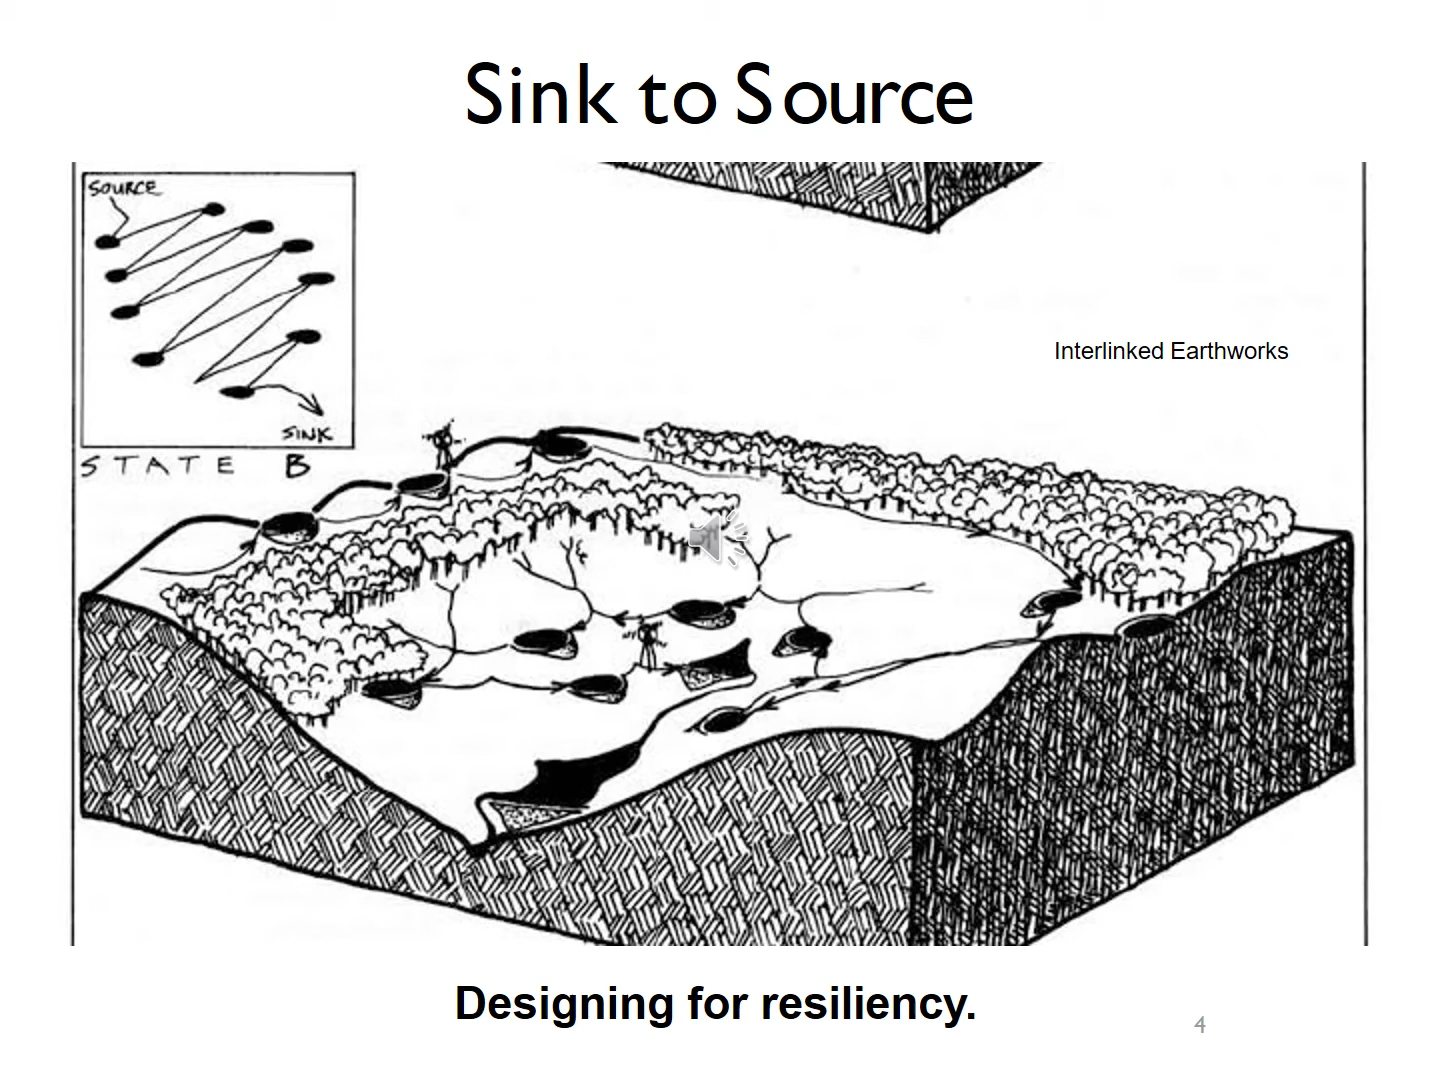 Sink to Source
SOURCE
SINK
STATE B
Interlinked Earthworks
Designing for resiliency.
4